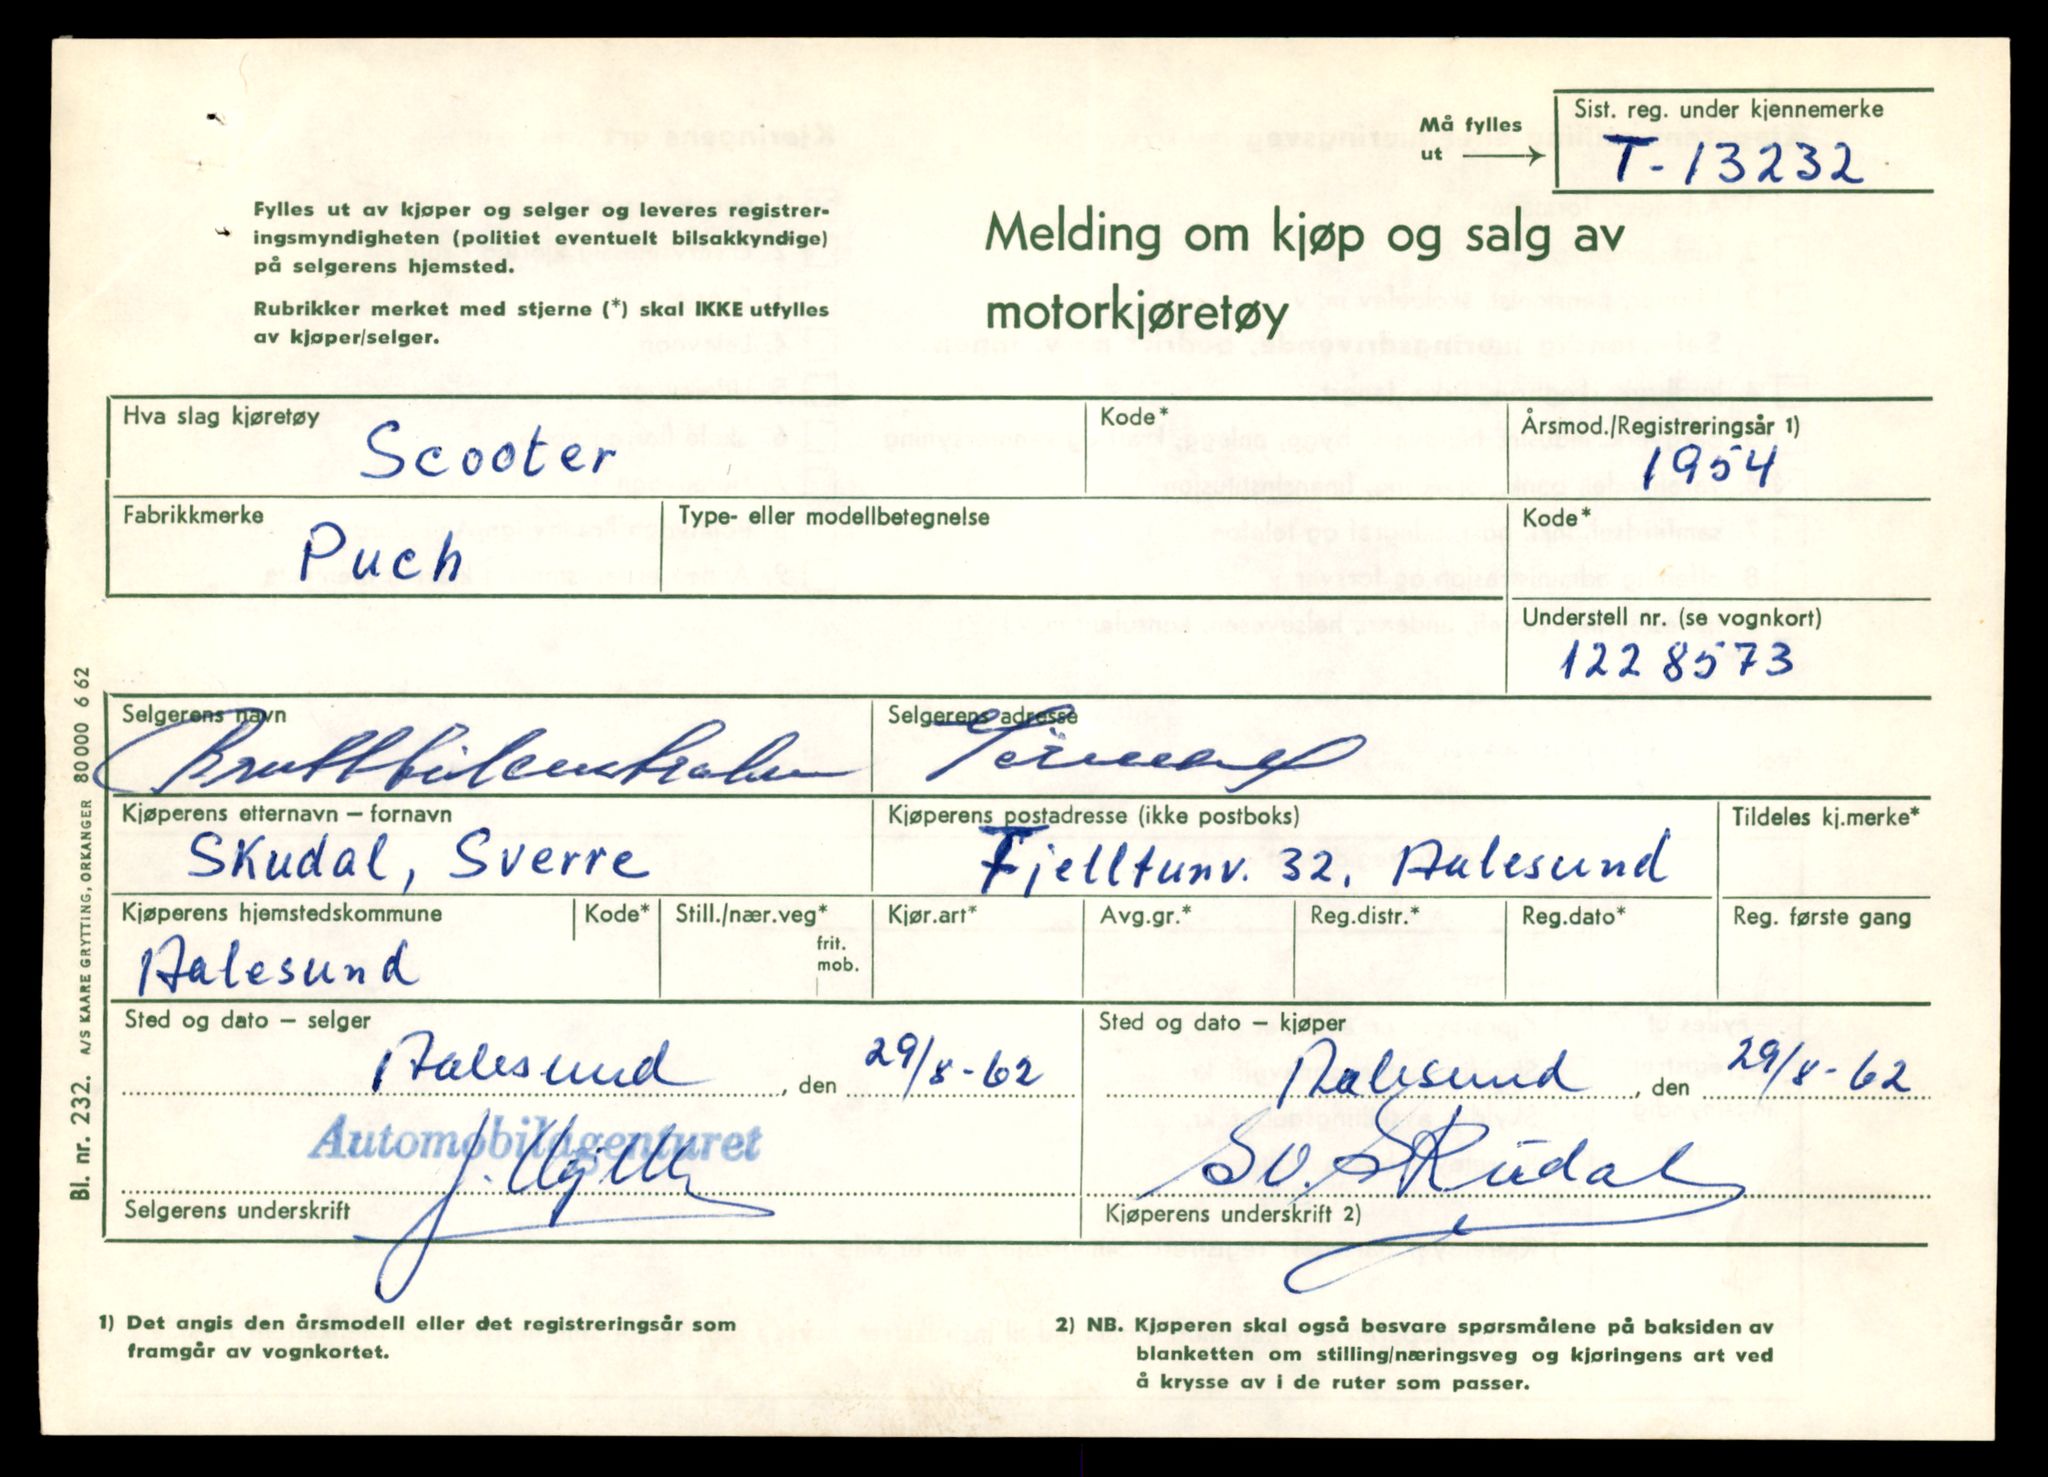 Må fylles ut
Sist. reg. under kjennemerke
T-13232
Fylles ut av kjøper og selger og leveres registrer-
ingsmyndigheten (politiet eventuelt bilsakkyndige)
på selgerens hjemsted.
Rubrikker merket med stjerne (*) skal IKKE utfylles
av kjøper/selger.
Melding om kjøp og salg av
motorkjøretøy
Hva slag kjøretøy
Scooter
Kode*
Årsmod./Registreringsår 1)
1954
Fabrikkmerke
Puch
Type- eller modellbetegnelse
Kode*
Understell nr. (se vognkort)
1228573
Selgerens navn
Selgerens adresse
Kjøperens etternavn – fornavn
Skudal, Sverre
Kjøperens postadresse (ikke postboks)
Fjelltunv. 32, Aalesund
Tildeles kj.merke*
Kjøperens hjemstedskommune
Aalesund
Kode*
Still./nær.veg*
frit.
mob.
Kjør.art*
Avg.gr.*
Reg.distr.*
Reg.dato*
Reg. første gang
Sted og dato – selger
Aalesund, den 29/8-62
Automobilagenturet
Selgerens underskrift
Sted og dato – kjøper
Aalesund, den 29/8-62
Sv. Skudal
Kjøperens underskrift 2)
1) Det angis den årsmodell eller det registreringsår som
framgår av vognkortet.
2) NB. Kjøperen skal også besvare spørsmålene på baksiden av
blanketten om stilling/næringsveg og kjøringens art ved
å krysse av i de ruter som passer.
Bl. nr. 232. A/S KAARE GRYTTING, ORKANGER 80000 6 62